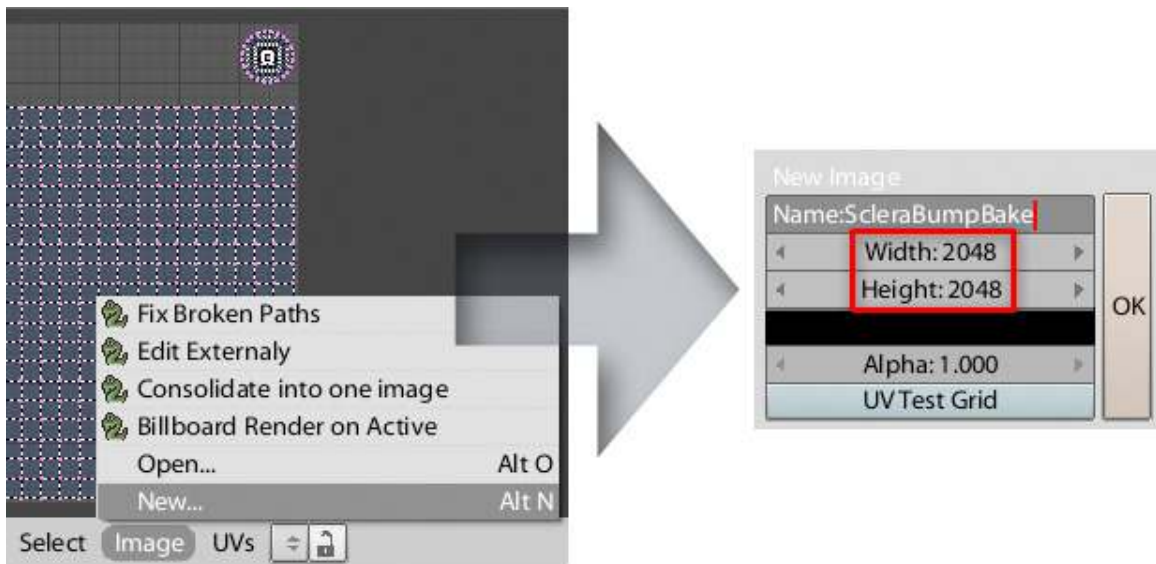 Fix Broken Paths
Edit Externaly
Consolidate into one image
Billboard Render on Active
Open... Alt O
New... Alt N
Select Image UVs
New Image
Name:ScleraBumpBake
Width: 2048
Height: 2048
OK
Alpha: 1.000
UV Test Grid